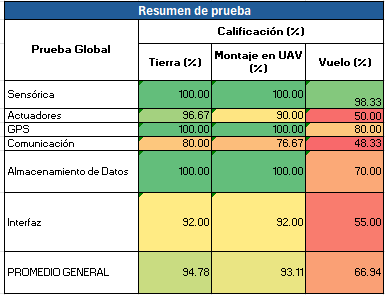 Resumen de prueba
Prueba Global
Calificación (%)
Tierra (%)
Montaje en UAV
(%)
Vuelo (%)
Sensórica 100.00 100.00 98.33
Actuadores 96.67 90.00 50.00
GPS 100.00 100.00 80.00
Comunicación 80.00 76.67 48.33
Almacenamiento de Datos 100.00 100.00 70.00
Interfaz 92.00 92.00 55.00
PROMEDIO GENERAL 94.78 93.11 66.94